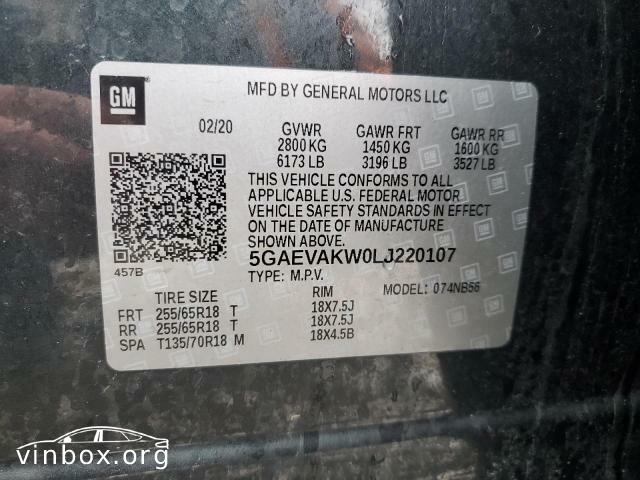 GM
MFD BY GENERAL MOTORS LLC
02/20 GVWR GAWR FRT GAWR RR
2800 KG 1450 KG 1600 KG
6173 LB 3196 LB 3527 LB
THIS VEHICLE CONFORMS TO ALL
APPLICABLE U.S. FEDERAL MOTOR
VEHICLE SAFETY STANDARDS IN EFFECT
ON THE DATE OF MANUFACTURE
SHOWN ABOVE.
457B
5GAEVAKW0LJ220107
TYPE: M.P.V. MODEL: 074NB56
TIRE SIZE RIM
FRT 255/65R18 T 18X7.5J
RR 255/65R18 T 18X7.5J
SPA T135/70R18 M 18X4.5B
vinbox.org